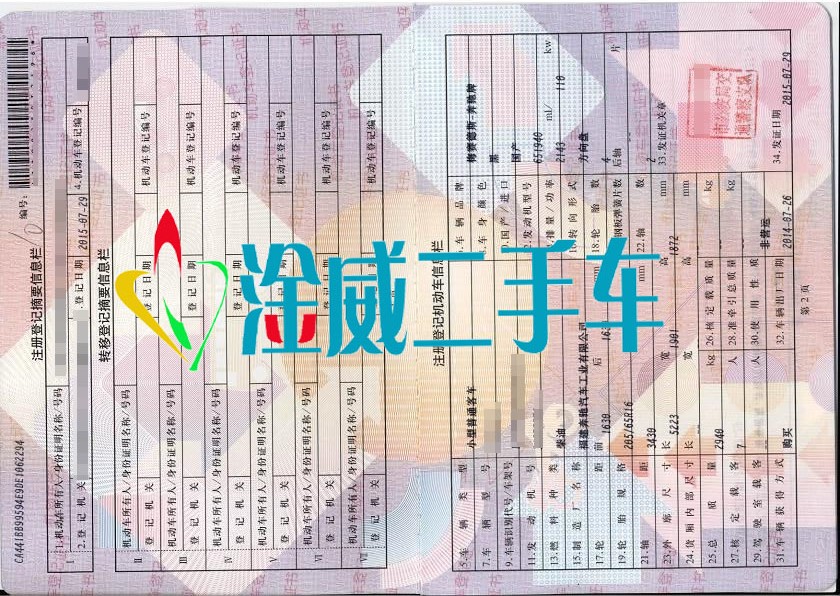 CA441BB99594E9DE1062294
编号:
注册登记摘要信息栏
Ⅰ
1.机动车所有人/身份证明名称/号码
2.登记机关
3.登记日期 2015-07-29
4.机动车登记编号
转移登记摘要信息栏
Ⅱ
机动车所有人/身份证明名称/号码
登记机关
登记日期
机动车登记编号
Ⅲ
机动车所有人/身份证明名称/号码
登记机关
登记日期
机动车登记编号
Ⅳ
机动车所有人/身份证明名称/号码
登记机关
登记日期
机动车登记编号
Ⅴ
机动车所有人/身份证明名称/号码
登记机关
机动车登记编号
Ⅵ
机动车所有人/身份证明名称/号码
登记机关
机动车登记编号
Ⅶ
机动车所有人/身份证明名称/号码
登记机关
机动车登记编号
淦威二手车
注册登记机动车信息栏
5.车辆类型 小型普通客车
车辆品牌 梅赛德斯-奔驰牌
7.车辆型号
车身颜色 黑
9.车辆识别代号/车架号
国产/进口 国产
11.发动机号
发动机型号 651940
13.燃料种类 柴油
排量/功率 2143 ml/ 110 kw
15.制造厂名称 福建奔驰汽车工业有限公司
转向形式 方向盘
17.轮距 前 1630 后
18.轮胎数 4
19.轮胎规格 205/65R16
钢板弹簧片数 后轴 片
21.轴距 3430 mm
22.轴数 2
23.外廓尺寸 长 5223 宽 1901 高 1872 mm
33.发证机关章
24.货厢内部尺寸 长 宽 高 mm
25.总质量 2940 kg
26.核定载质量 kg
27.核定载客 7 人
28.准牵引总质量 kg
29.驾驶室载客 人
30.使用性质 非营运
31.车辆获得方式 购买
32.车辆出厂日期 2014-07-26
34.发证日期 2015-07-29
第 2 页